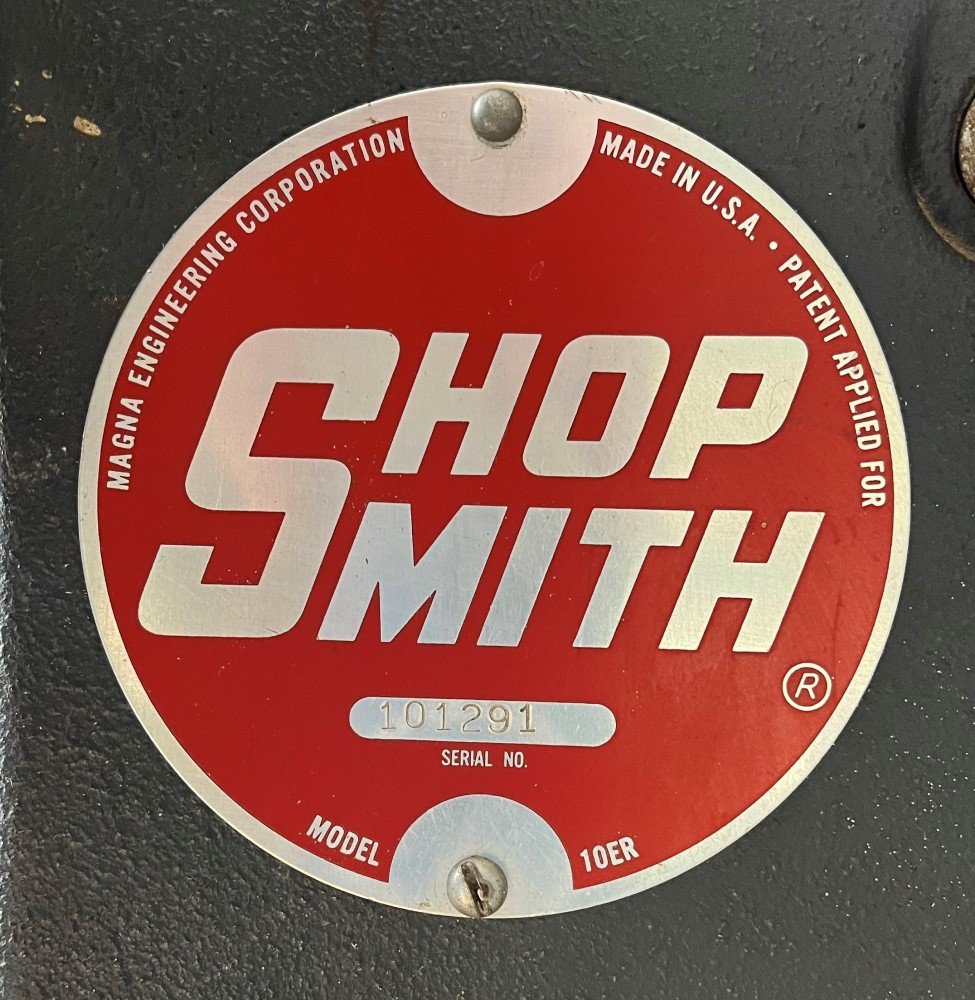 MAGNA ENGINEERING CORPORATION
MADE IN U.S.A. • PATENT APPLIED FOR
SHOP
SMITH
®
101291
SERIAL NO.
MODEL 10ER